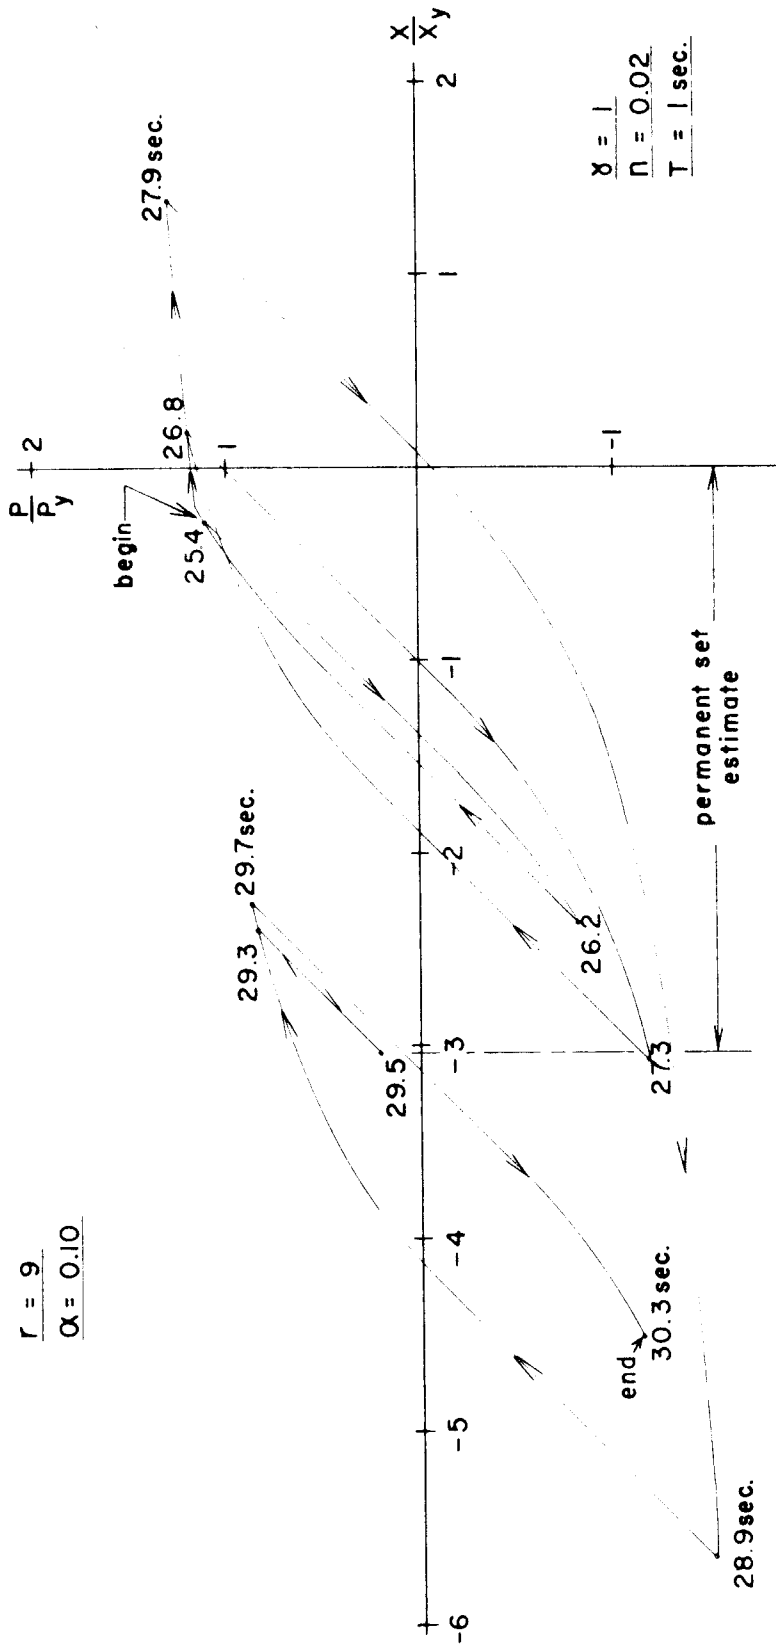 r = 9
α = 0.10
P
Py
2
1
-1
X
Xy
-6
-5
-4
-3
-2
-1
1
2
begin
25.4
26.8
27.9 sec.
29.7 sec.
29.3
29.5
26.2
27.3
30.3 sec.
end
28.9 sec.
permanent set
estimate
γ = 1
n = 0.02
T = 1 sec.